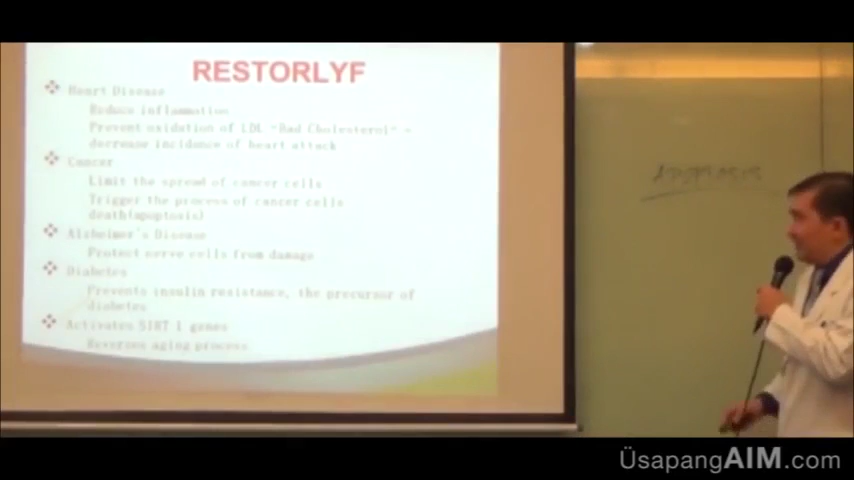 RESTORLYF
Heart Disease
Reduce inflammation
Prevent oxidation of LDL "Bad Cholesterol" -
decrease incidence of heart attack
Cancer
Limit the spread of cancer cells
Trigger the process of cancer cells
death(apoptosis)
Alzheimer's Disease
Protect nerve cells from damage
Diabetes
Prevents insulin resistance, the precursor of
diabetes
Activates SIRT 1 genes
Reverses aging process
ÜsapangAIM.com